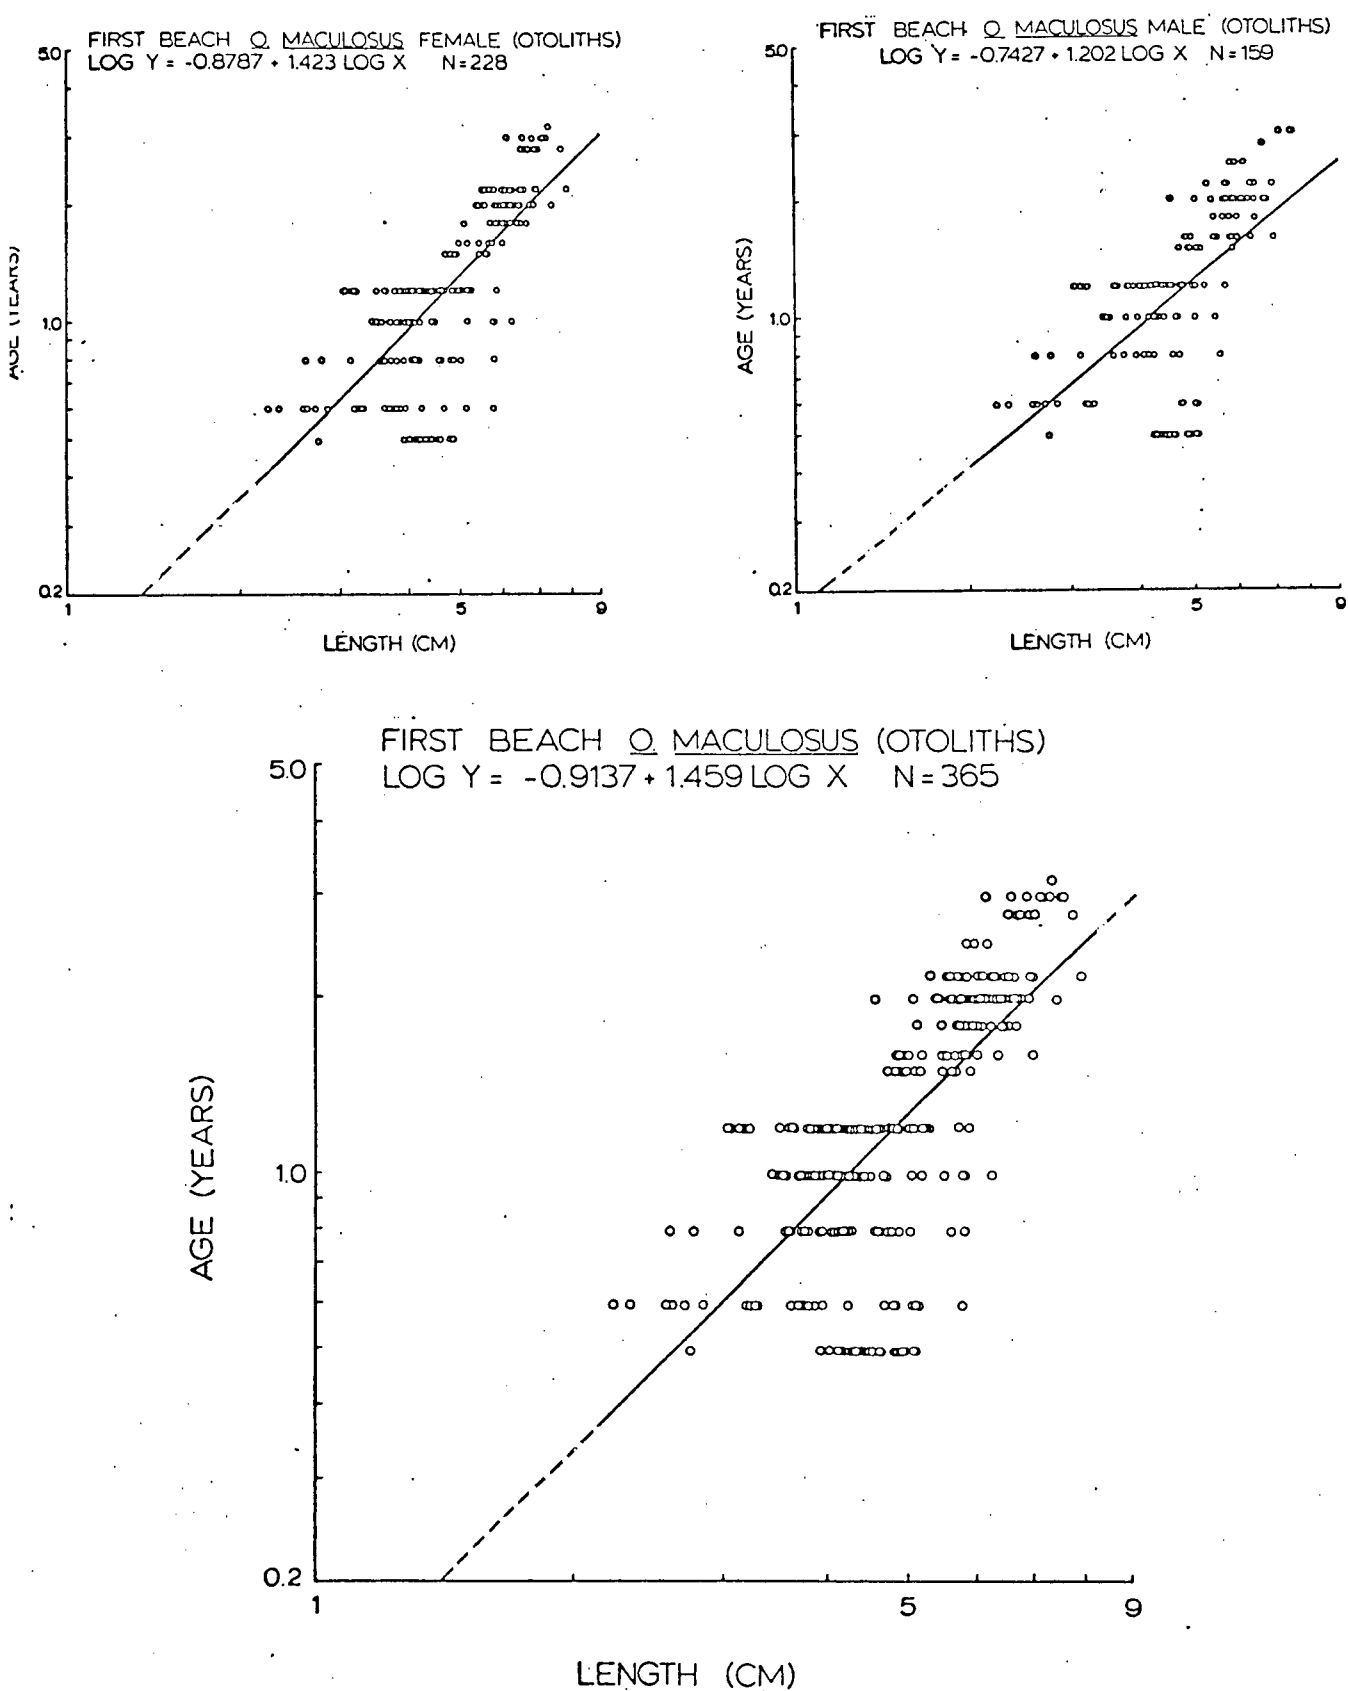 FIRST BEACH O. MACULOSUS FEMALE (OTOLITHS)
LOG Y = -0.8787 + 1.423 LOG X N=228
5.0
1.0
0.2
AGE (YEARS)
1 5 9
LENGTH (CM)
FIRST BEACH O. MACULOSUS MALE (OTOLITHS)
LOG Y = -0.7427 + 1.202 LOG X N=159
5.0
1.0
0.2
AGE (YEARS)
1 5 9
LENGTH (CM)
FIRST BEACH O. MACULOSUS (OTOLITHS)
LOG Y = -0.9137 + 1.459 LOG X N=365
5.0
1.0
0.2
AGE (YEARS)
1 5 9
LENGTH (CM)